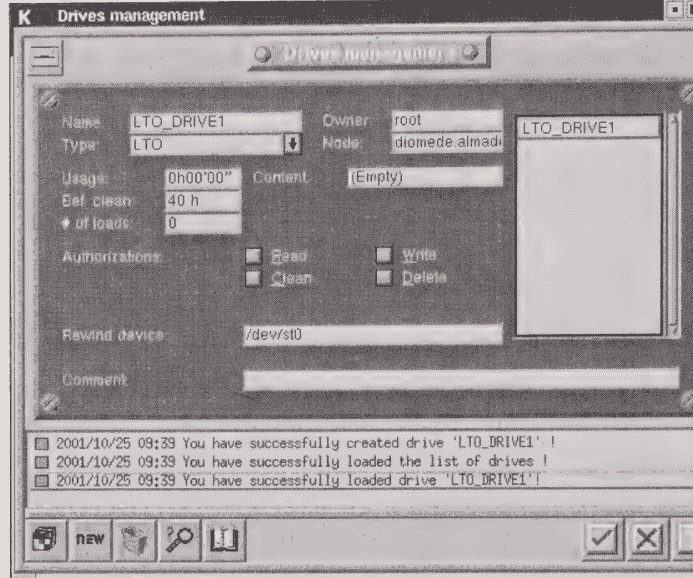 K Drives management
Drives management
Name LTO_DRIVE1 Owner root
Type LTO Node: diomede.almad
LTO_DRIVE1
Usage: 0h00'00" Content (Empty)
Bef. clean: 40 h
# of loads: 0
Authorizations: Read Write
Clean Delete
Rewind device: /dev/st0
Comment
2001/10/25 09:39 You have successfully created drive 'LTO_DRIVE1' !
2001/10/25 09:39 You have successfully loaded the list of drives !
2001/10/25 09:39 You have successfully loaded drive 'LTO_DRIVE1'!
NEW